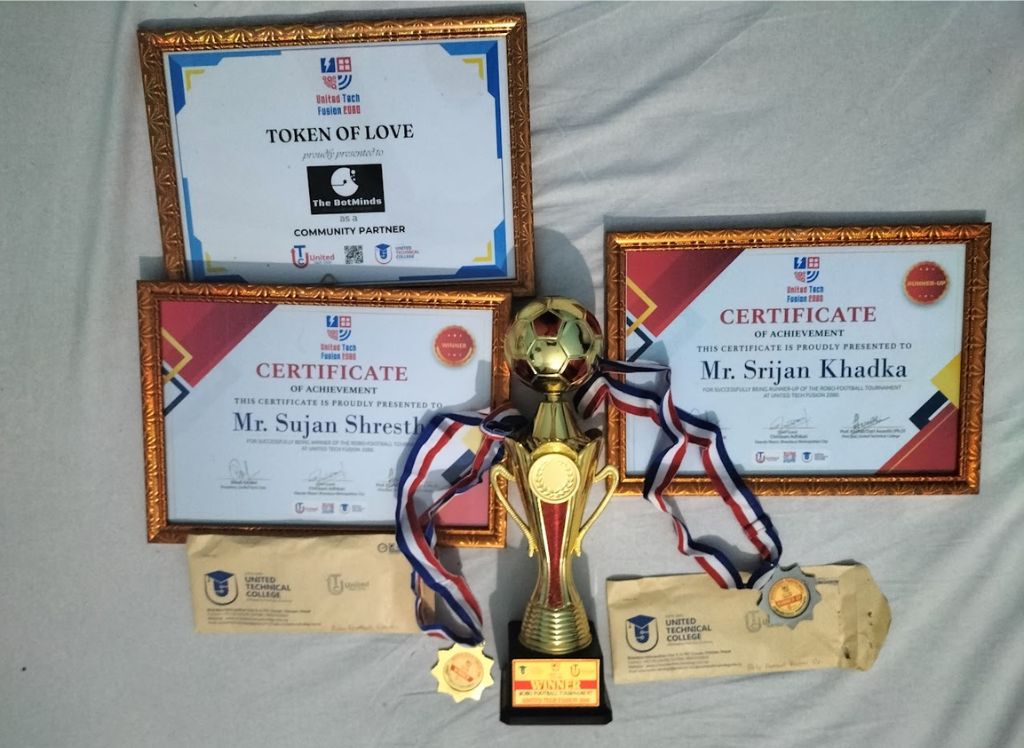 United Tech
Fusion 2080
TOKEN OF LOVE
proudly presented to
The BotMinds
as a
COMMUNITY PARTNER
United
UNITED
TECHNICAL
COLLEGE
United Tech
Fusion 2080
WINNER
CERTIFICATE
OF ACHIEVEMENT
THIS CERTIFICATE IS PROUDLY PRESENTED TO
Mr. Sujan Shresth
FOR SUCCESSFULLY BEING WINNER OF THE ROBO-FOOTBALL
AT UNITED TECH FUSION 2080.
United Tech
Fusion 2080
RUNNER-UP
CERTIFICATE
OF ACHIEVEMENT
THIS CERTIFICATE IS PROUDLY PRESENTED TO
Mr. Srijan Khadka
FOR SUCCESSFULLY BEING RUNNER-UP OF THE ROBO-FOOTBALL TOURNAMENT
AT UNITED TECH FUSION 2080.
UNITED
TECHNICAL
COLLEGE
United
UNITED
TECHNICAL
COLLEGE
WINNER
ROBO FOOTBALL TOURNAMENT
UNITED TECH FUSION 2080